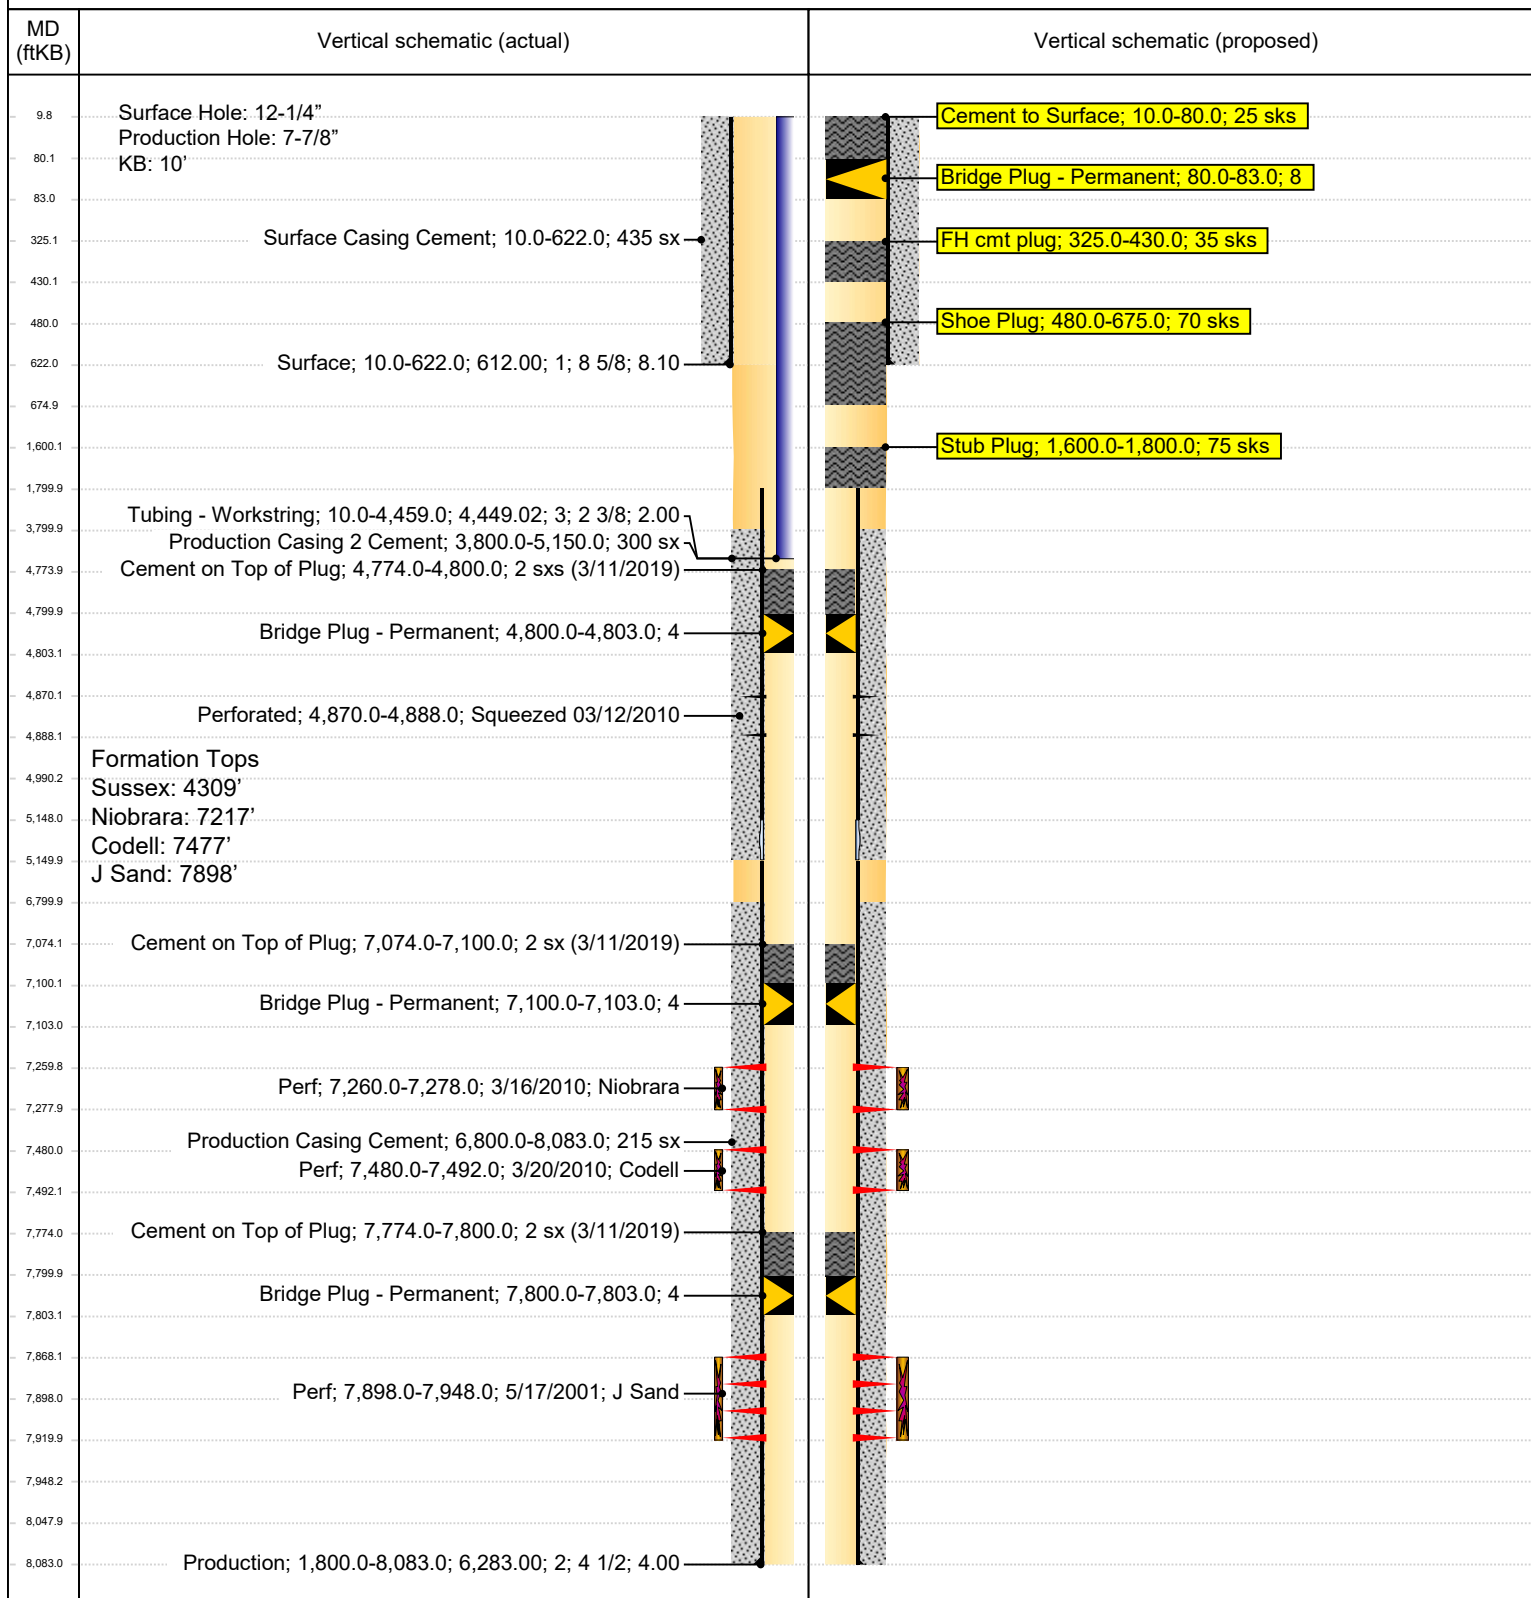 MD
(ftKB)
Vertical schematic (actual)
Vertical schematic (proposed)
9.8
80.1
83.0
325.1
430.1
480.0
622.0
674.9
1,600.1
1,799.9
3,799.9
4,773.9
4,799.9
4,803.1
4,870.1
4,888.1
4,990.2
5,148.0
5,149.9
6,799.9
7,074.1
7,100.1
7,103.0
7,259.8
7,277.9
7,480.0
7,492.1
7,774.0
7,799.9
7,803.1
7,868.1
7,898.0
7,919.9
7,948.2
8,047.9
8,083.0
Surface Hole: 12-1/4”
Production Hole: 7-7/8”
KB: 10’
Surface Casing Cement; 10.0-622.0; 435 sx
Surface; 10.0-622.0; 612.00; 1; 8 5/8; 8.10
Tubing - Workstring; 10.0-4,459.0; 4,449.02; 3; 2 3/8; 2.00
Production Casing 2 Cement; 3,800.0-5,150.0; 300 sx
Cement on Top of Plug; 4,774.0-4,800.0; 2 sxs (3/11/2019)
Bridge Plug - Permanent; 4,800.0-4,803.0; 4
Perforated; 4,870.0-4,888.0; Squeezed 03/12/2010
Formation Tops
Sussex: 4309’
Niobrara: 7217’
Codell: 7477’
J Sand: 7898’
Cement on Top of Plug; 7,074.0-7,100.0; 2 sx (3/11/2019)
Bridge Plug - Permanent; 7,100.0-7,103.0; 4
Perf; 7,260.0-7,278.0; 3/16/2010; Niobrara
Production Casing Cement; 6,800.0-8,083.0; 215 sx
Perf; 7,480.0-7,492.0; 3/20/2010; Codell
Cement on Top of Plug; 7,774.0-7,800.0; 2 sx (3/11/2019)
Bridge Plug - Permanent; 7,800.0-7,803.0; 4
Perf; 7,898.0-7,948.0; 5/17/2001; J Sand
Production; 1,800.0-8,083.0; 6,283.00; 2; 4 1/2; 4.00
Cement to Surface; 10.0-80.0; 25 sks
Bridge Plug - Permanent; 80.0-83.0; 8
FH cmt plug; 325.0-430.0; 35 sks
Shoe Plug; 480.0-675.0; 70 sks
Stub Plug; 1,600.0-1,800.0; 75 sks